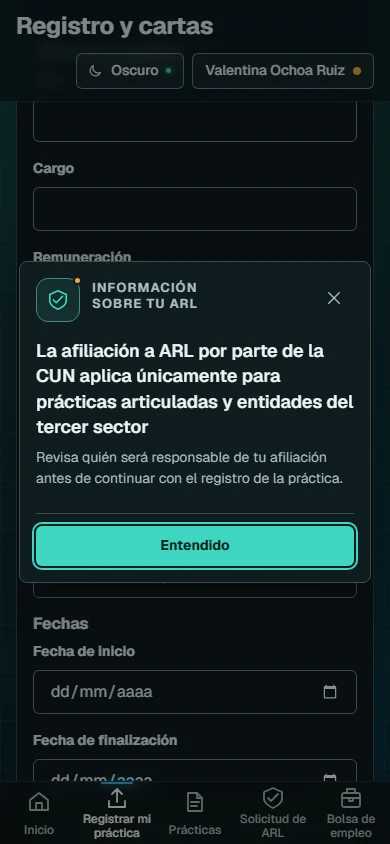 Registro y cartas
Oscuro
Valentina Ochoa Ruiz
Cargo
Remuneración
INFORMACIÓN
SOBRE TU ARL
La afiliación a ARL por parte de la
CUN aplica únicamente para
prácticas articuladas y entidades del
tercer sector
Revisa quién será responsable de tu afiliación
antes de continuar con el registro de la práctica.
Entendido
Fechas
Fecha de inicio
dd/mm/aaaa
Fecha de finalización
dd/mm/aaaa
Inicio
Registrar mi
práctica
Prácticas
Solicitud de
ARL
Bolsa de
empleo